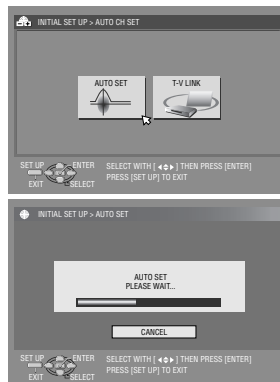 INITIAL SET UP > AUTO CH SET
AUTO SET
T-V LINK
SET UP
ENTER
EXIT
SELECT
SELECT WITH [ ] THEN PRESS [ENTER]
PRESS [SET UP] TO EXIT
INITIAL SET UP > AUTO SET
AUTO SET
PLEASE WAIT...
CANCEL
SET UP
ENTER
EXIT
SELECT
SELECT WITH [ ] THEN PRESS [ENTER]
PRESS [SET UP] TO EXIT